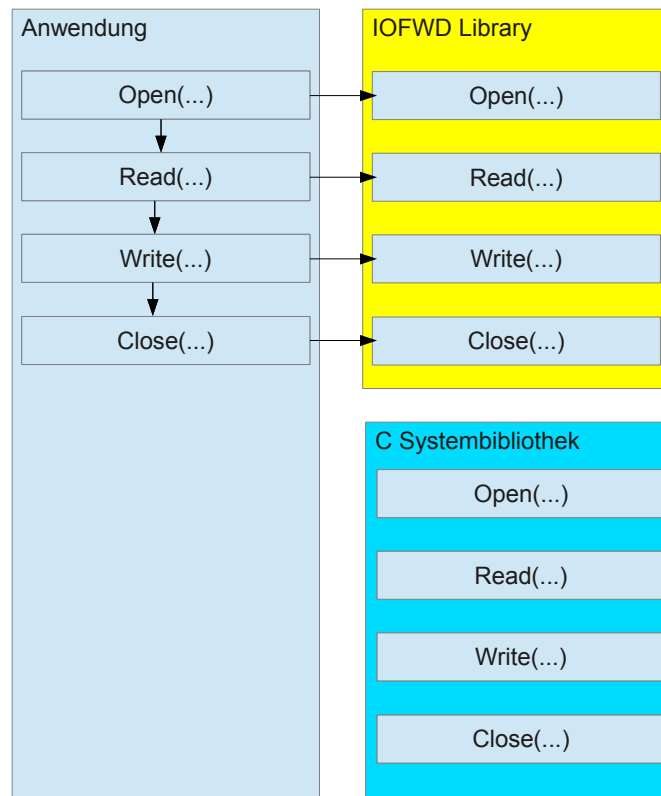 Anwendung
Open(...)
Read(...)
Write(...)
Close(...)
IOFWD Library
Open(...)
Read(...)
Write(...)
Close(...)
C Systembibliothek
Open(...)
Read(...)
Write(...)
Close(...)